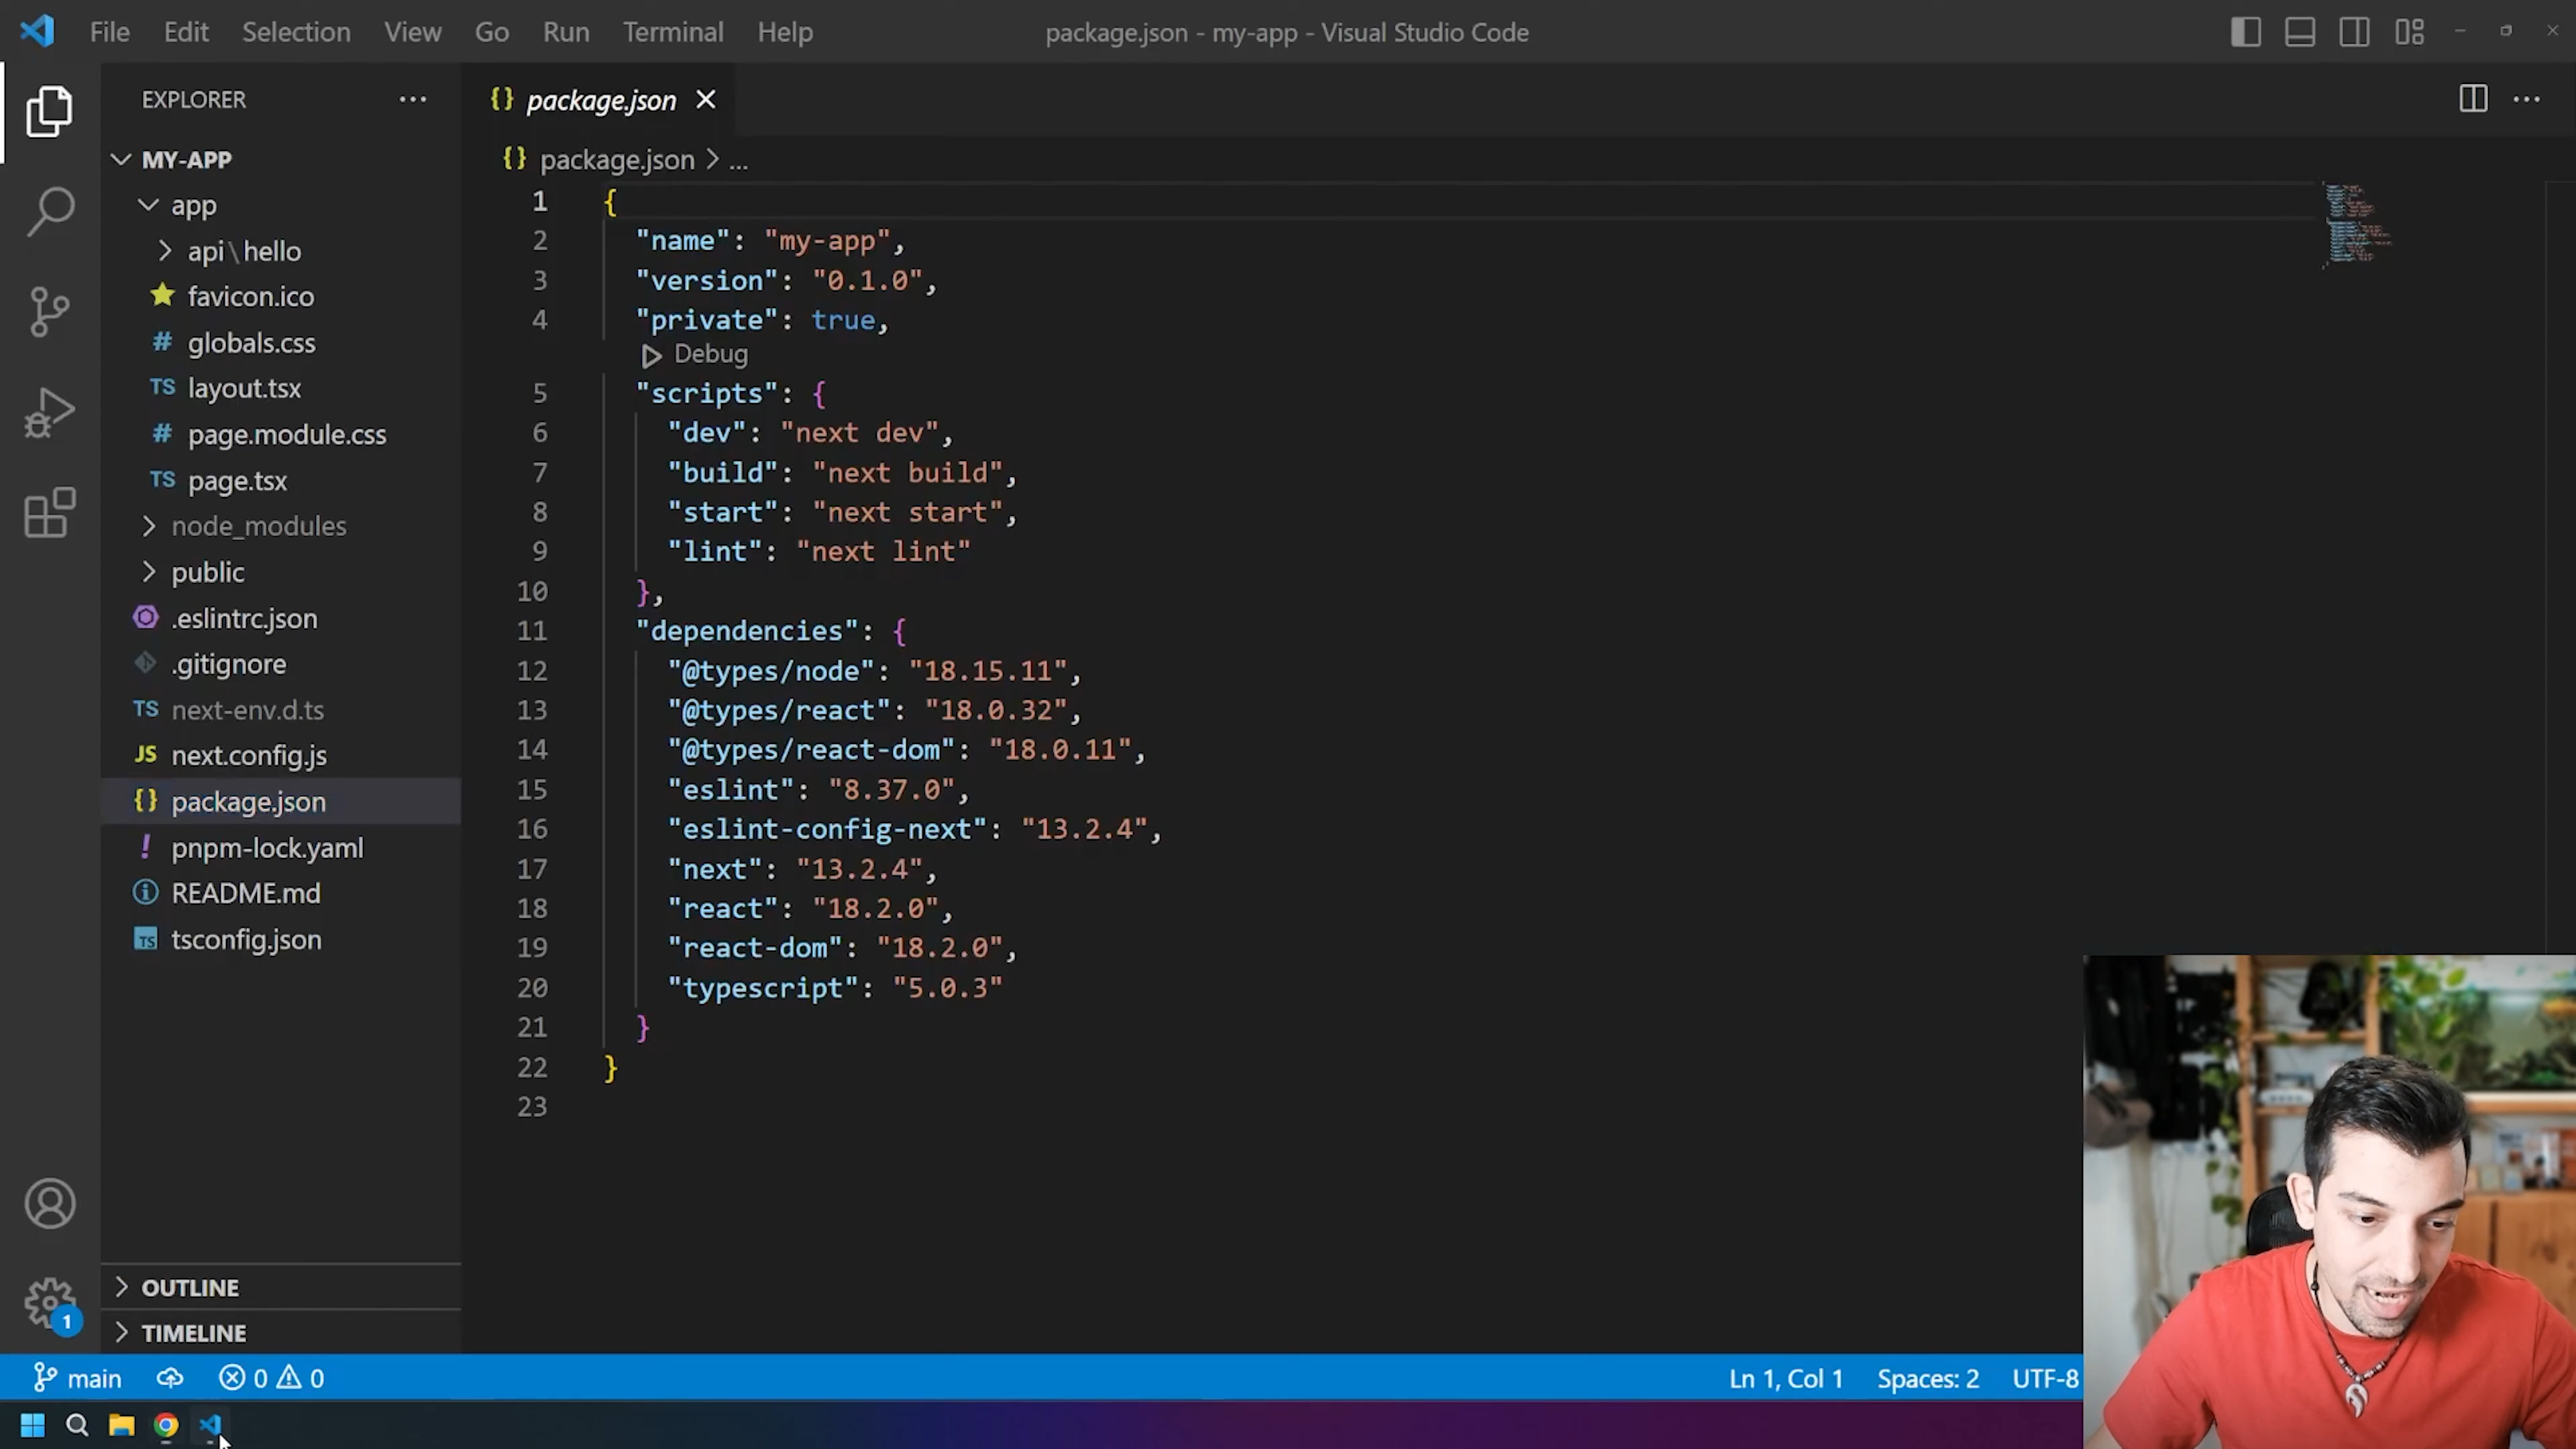 File Edit Selection View Go Run Terminal Help
package.json - my-app - Visual Studio Code
EXPLORER
MY-APP
app
api\hello
favicon.ico
# globals.css
TS layout.tsx
# page.module.css
TS page.tsx
node_modules
public
.eslintrc.json
.gitignore
TS next-env.d.ts
JS next.config.js
{} package.json
! pnpm-lock.yaml
README.md
TS tsconfig.json
OUTLINE
TIMELINE
1
{} package.json
{} package.json > ...
1 {
2 "name": "my-app",
3 "version": "0.1.0",
4 "private": true,
Debug
5 "scripts": {
6 "dev": "next dev",
7 "build": "next build",
8 "start": "next start",
9 "lint": "next lint"
10 },
11 "dependencies": {
12 "@types/node": "18.15.11",
13 "@types/react": "18.0.32",
14 "@types/react-dom": "18.0.11",
15 "eslint": "8.37.0",
16 "eslint-config-next": "13.2.4",
17 "next": "13.2.4",
18 "react": "18.2.0",
19 "react-dom": "18.2.0",
20 "typescript": "5.0.3"
21 }
22 }
23
main 0 0 Ln 1, Col 1 Spaces: 2 UTF-8